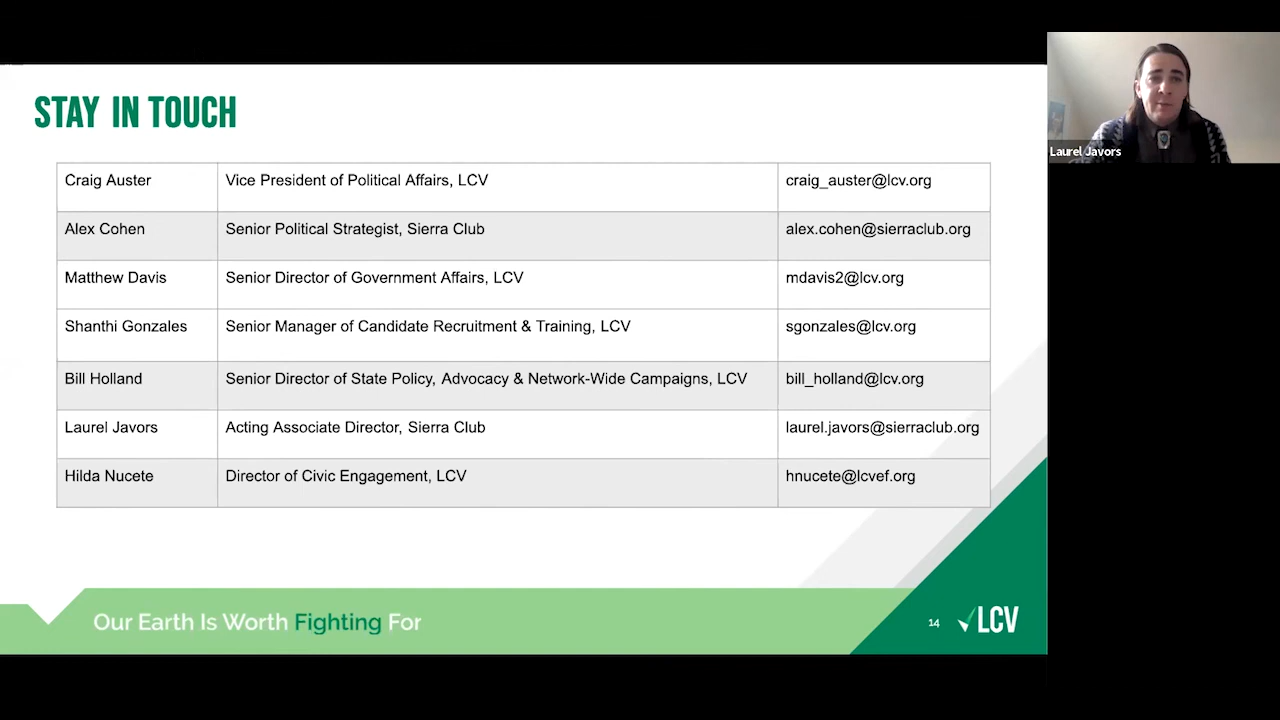 STAY IN TOUCH
Laurel Javors
Craig Auster Vice President of Political Affairs, LCV craig_auster@lcv.org
Alex Cohen Senior Political Strategist, Sierra Club alex.cohen@sierraclub.org
Matthew Davis Senior Director of Government Affairs, LCV mdavis2@lcv.org
Shanthi Gonzales Senior Manager of Candidate Recruitment & Training, LCV sgonzales@lcv.org
Bill Holland Senior Director of State Policy, Advocacy & Network-Wide Campaigns, LCV bill_holland@lcv.org
Laurel Javors Acting Associate Director, Sierra Club laurel.javors@sierraclub.org
Hilda Nucete Director of Civic Engagement, LCV hnucete@lcvef.org
Our Earth Is Worth Fighting For
14 LCV